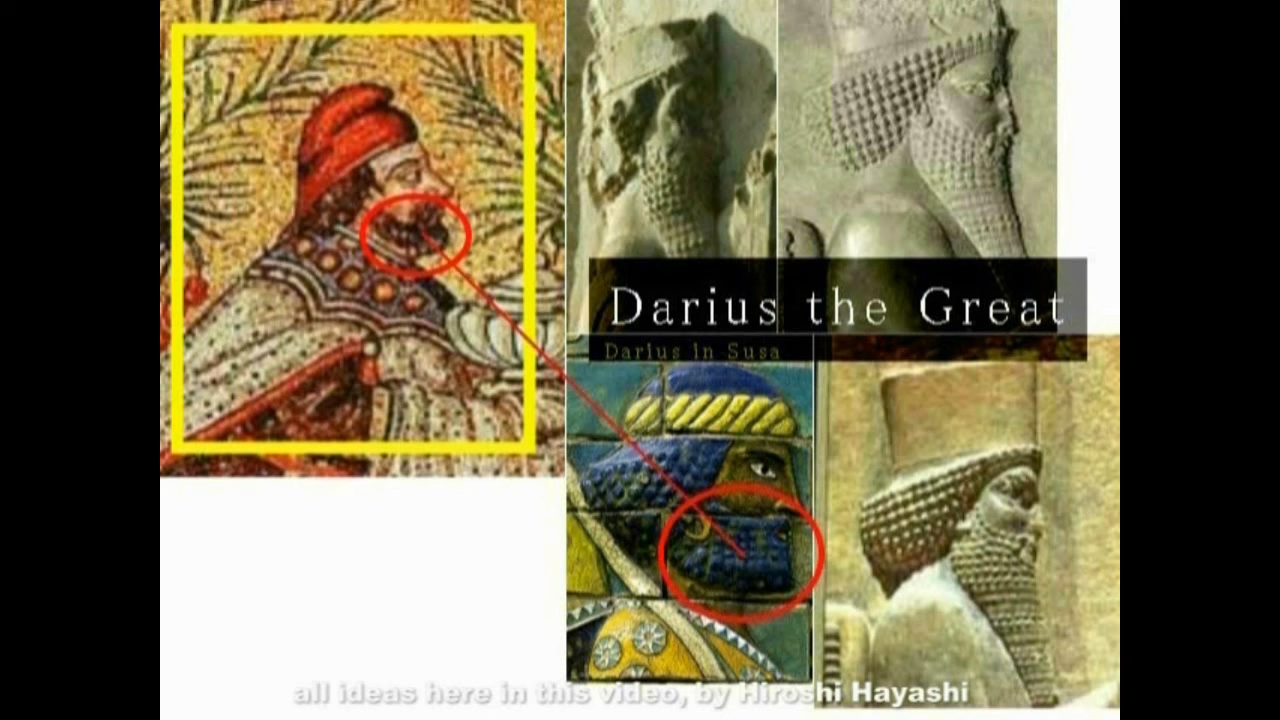 Darius the Great
Darius in Susa
all ideas here in this video, by Hiroshi Hayashi